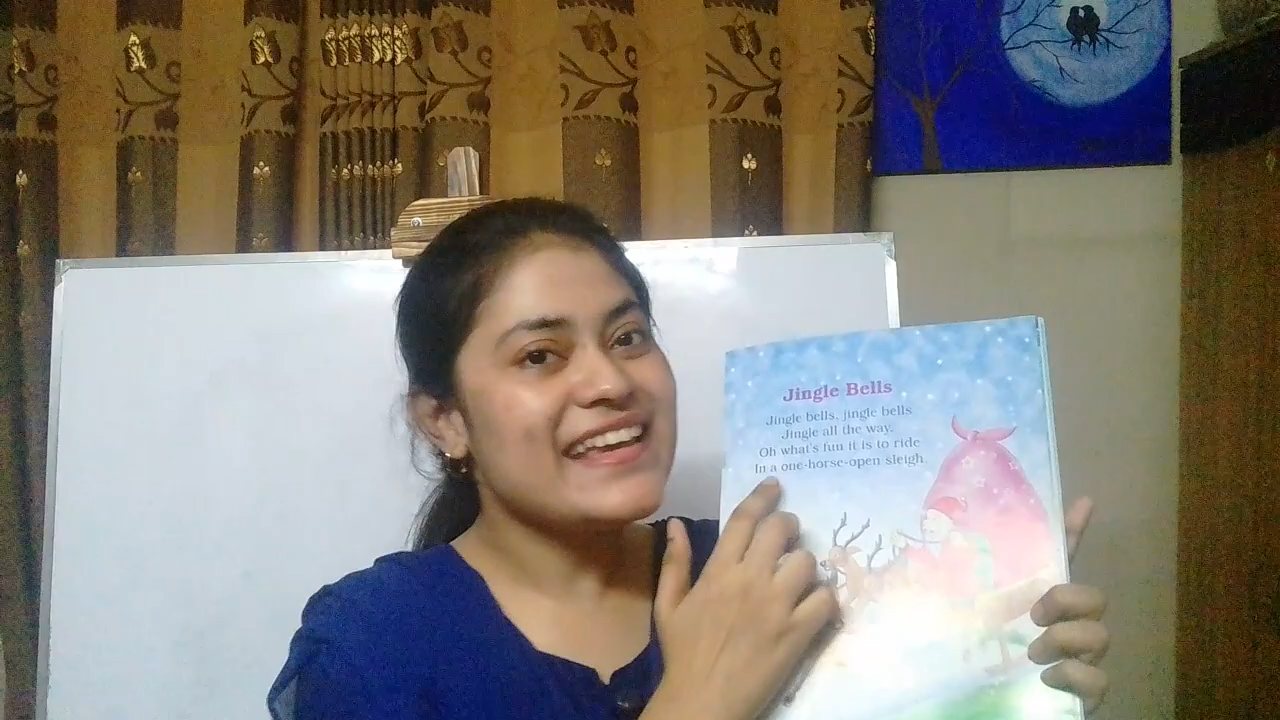 Jingle Bells
Jingle bells, jingle bells
Jingle all the way.
Oh what's fun it is to ride
In a one-horse-open sleigh.